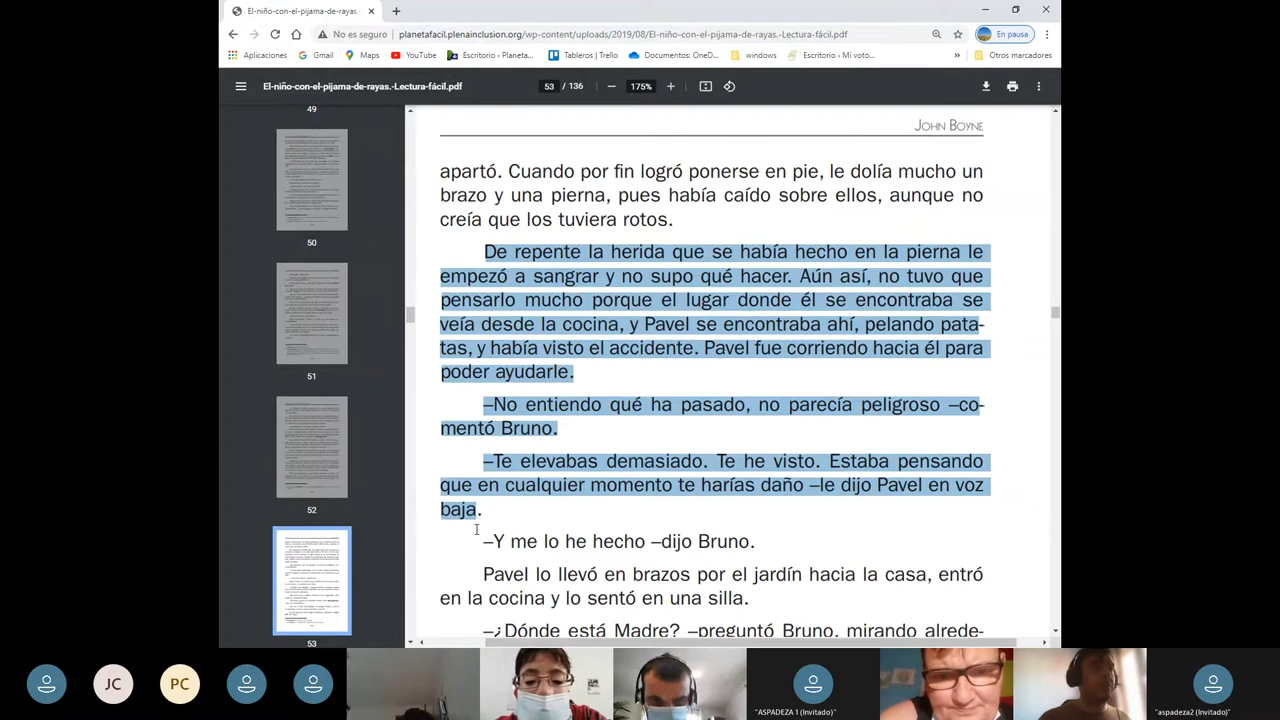 El-niño-con-el-pijama-de-rayas.-
No es seguro
planetafacil.plenainclusion.org/wp-content/uploads/2019/08/El-niño-con-el-pijama-de-rayas.-Lectura-fácil.pdf
En pausa
Aplicaciones
Gmail
Maps
YouTube
Escritorio – Planeta...
Tableros | Trello
Documentos: OneD...
windows
Escritorio ‹ Mi voto...
Otros marcadores
El-niño-con-el-pijama-de-rayas.-Lectura-fácil.pdf
53 / 136
175%
49
50
51
52
53
JOHN BOYNE
apartó. Cuando por fin logró ponerse en pie, le dolía mucho un
brazo y una pierna, pues había caído sobre ellos, aunque no
creía que los tuviera rotos.
De repente la herida que se había hecho en la pierna le
empezó a sangrar y no supo qué hacer. Aún así, no tuvo que
pensarlo mucho porque el lugar donde él se encontraba se
veía desde la cocina, y Pavel se encontraba ahí, pelando pata-
tas, y había visto el accidente. Pavel fue corriendo hacia él para
poder ayudarle.
–No entiendo qué ha pasado, no parecía peligroso –co-
mentó Bruno.
–Te elevabas demasiado. Te he visto. Estaba pensando
que en cualquier momento te harías daño –le dijo Pavel en voz
baja.
–Y me lo he hecho –dijo Bruno.
Pavel lo llevó por el jardín hacia la casa, entró
en la cocina y lo sentó en una silla.
–¿Dónde está Madre? –preguntó Bruno, mirando alrede-
JC
PC
"ASPADEZA 1 (Invitado)
"aspadeza2 (Invitado)